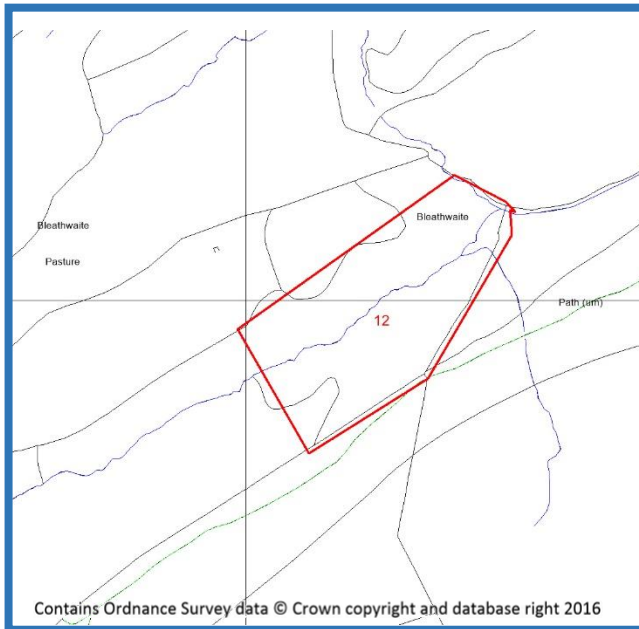 Bleathwaite
Bleathwaite
Pasture
12
Path (um)
Contains Ordnance Survey data © Crown copyright and database right 2016